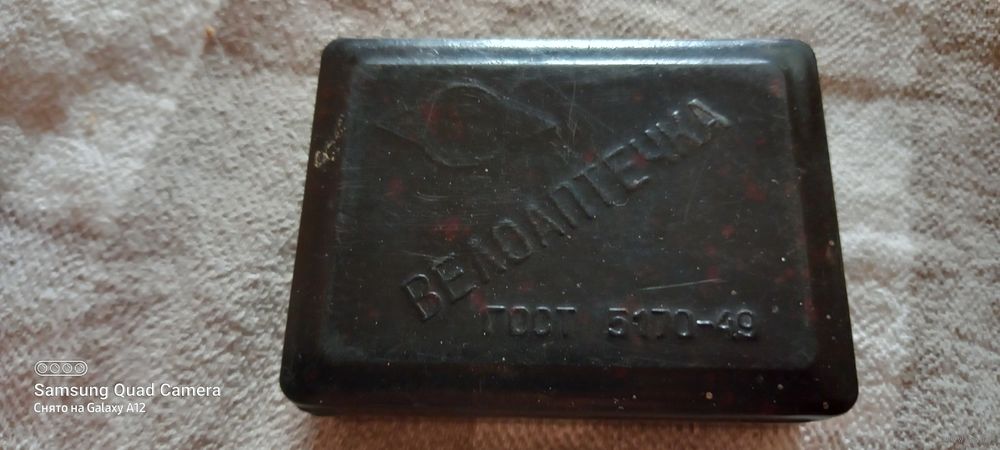 ВЕЛОАПТЕЧКА
ГОСТ 5170-49
Samsung Quad Camera
Снято на Galaxy A12